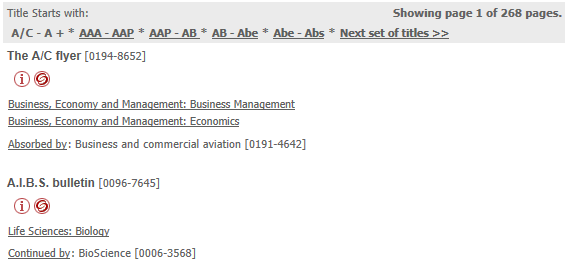 Title Starts with: Showing page 1 of 268 pages.
A/C - A + * AAA - AAP * AAP - AB * AB - Abe * Abe - Abs * Next set of titles >>
The A/C flyer [0194-8652]
i
Business, Economy and Management: Business Management
Business, Economy and Management: Economics
Absorbed by: Business and commercial aviation [0191-4642]
A.I.B.S. bulletin [0096-7645]
i
Life Sciences: Biology
Continued by: BioScience [0006-3568]